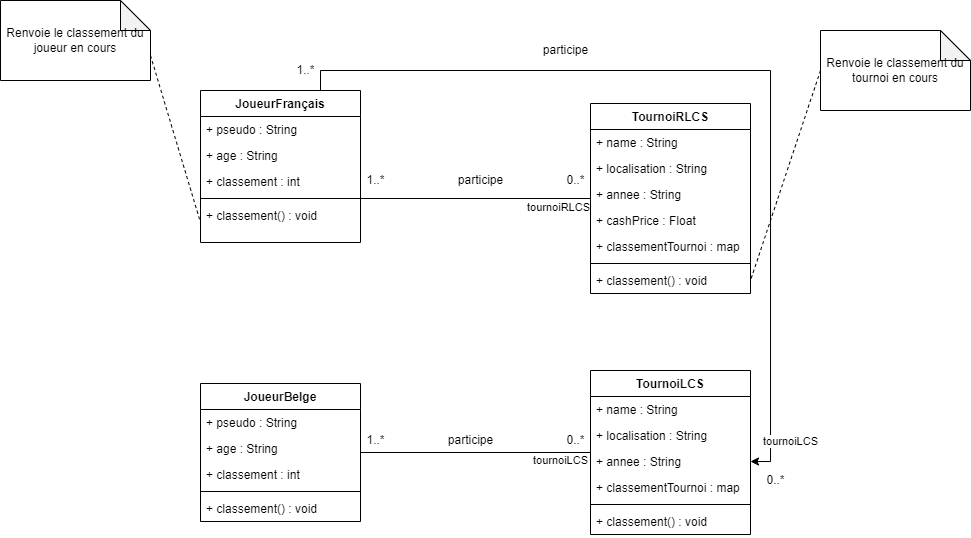 Renvoie le classement du
joueur en cours
participe
Renvoie le classement du
tournoi en cours
1..*
JoueurFrançais
+ pseudo : String
+ age : String
+ classement : int
+ classement() : void
1..*
participe
0..*
tournoiRLCS
TournoiRLCS
+ name : String
+ localisation : String
+ annee : String
+ cashPrice : Float
+ classementTournoi : map
+ classement() : void
JoueurBelge
+ pseudo : String
+ age : String
+ classement : int
+ classement() : void
1..*
participe
0..*
tournoiLCS
TournoiLCS
+ name : String
+ localisation : String
+ annee : String
+ classementTournoi : map
+ classement() : void
tournoiLCS
0..*